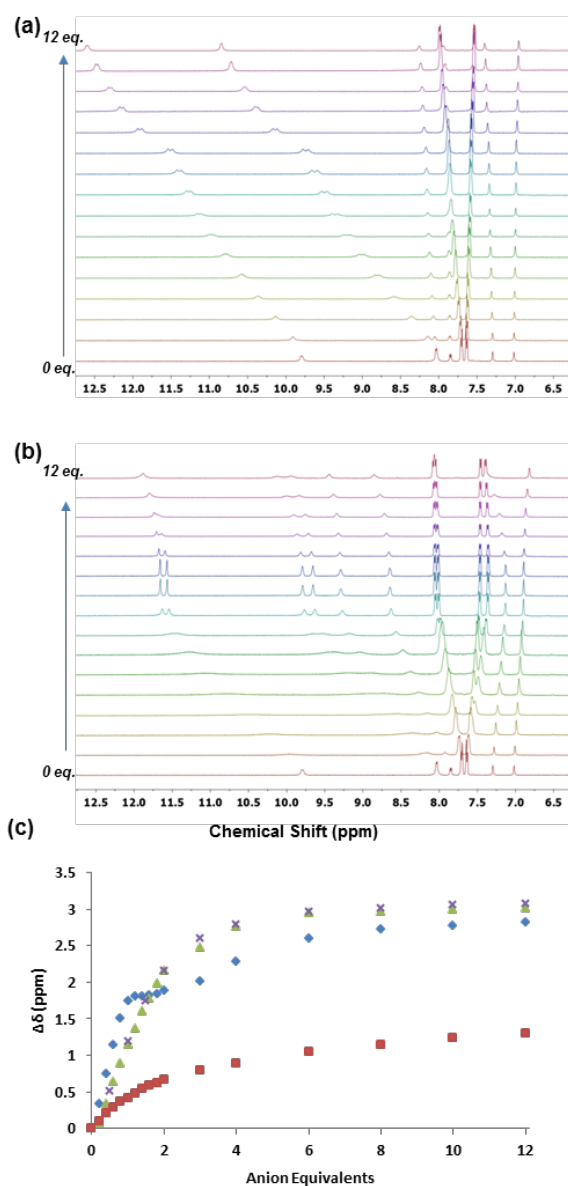 (a)
12 eq.
0 eq.
12.5 12.0 11.5 11.0 10.5 10.0 9.5 9.0 8.5 8.0 7.5 7.0 6.5
(b)
12 eq.
0 eq.
12.5 12.0 11.5 11.0 10.5 10.0 9.5 9.0 8.5 8.0 7.5 7.0 6.5
Chemical Shift (ppm)
(c)
3.5
3
2.5
2
1.5
1
0.5
0
Δδ (ppm)
0 2 4 6 8 10 12
Anion Equivalents